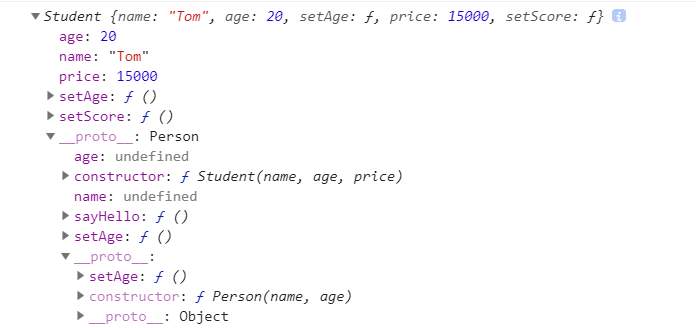 ▼Student {name: "Tom", age: 20, setAge: ƒ, price: 15000, setScore: ƒ} i
age: 20
name: "Tom"
price: 15000
▶setAge: ƒ ()
▶setScore: ƒ ()
▼__proto__: Person
age: undefined
▶constructor: ƒ Student(name, age, price)
name: undefined
▶sayHello: ƒ ()
▶setAge: ƒ ()
▼__proto__:
▶setAge: ƒ ()
▶constructor: ƒ Person(name, age)
▶__proto__: Object